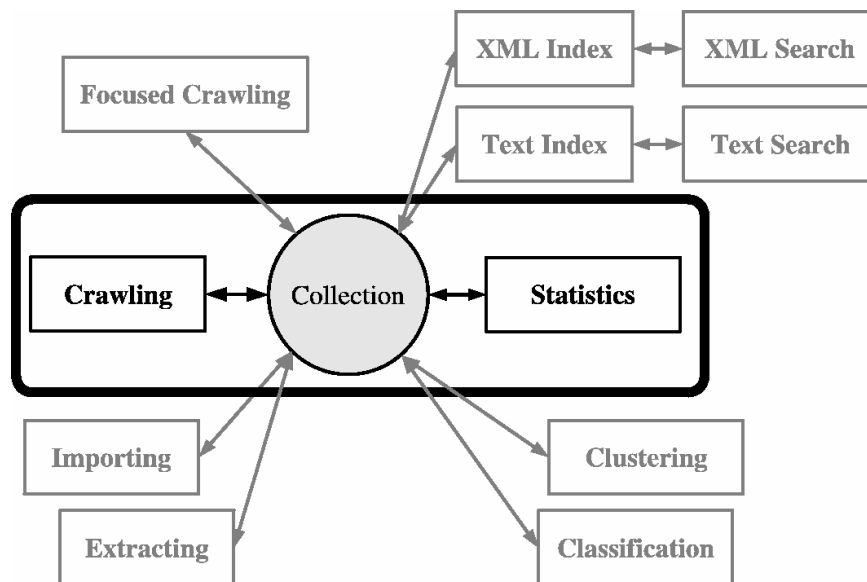 XML Index
XML Search
Focused Crawling
Text Index
Text Search
Crawling
Collection
Statistics
Importing
Clustering
Extracting
Classification